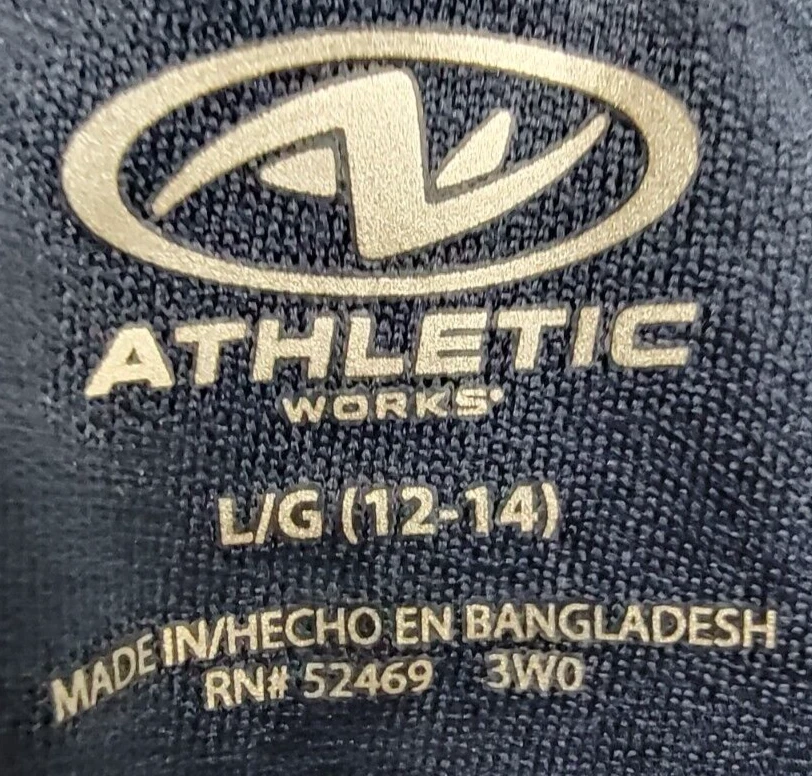 ATHLETIC
WORKS
L/G (12-14)
MADE IN/HECHO EN BANGLADESH
RN# 52469 3W0